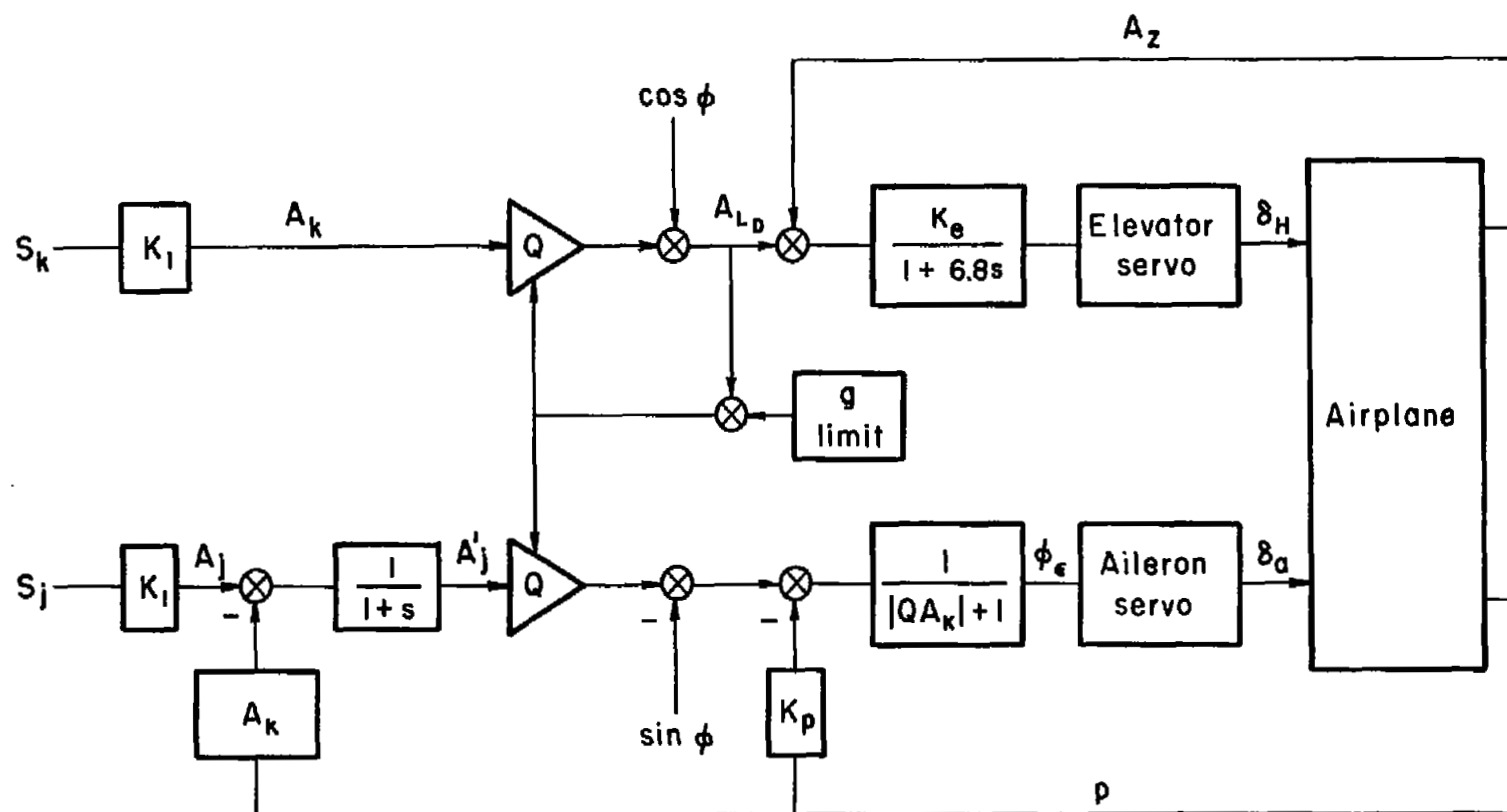 A_z
cos ϕ
S_k
K_1
A_k
Q
A_{L_D}
K_e
1 + 6.8s
Elevator
servo
δ_H
g
limit
Airplane
S_j
K_1
A_j
−
1
1 + s
A'_j
Q
−
−
1
|QA_k| + 1
ϕ_ϵ
Aileron
servo
δ_a
A_k
sin ϕ
K_p
p